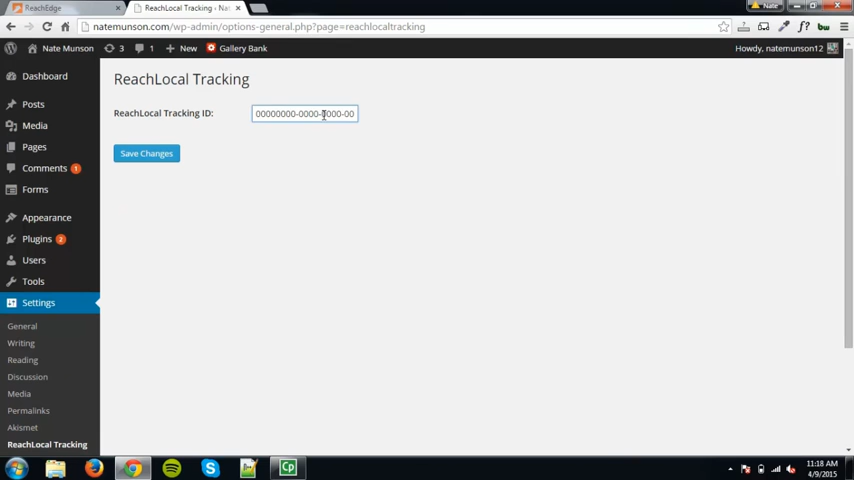 ReachEdge
ReachLocal Tracking ‹ Nat
Nate
natemunson.com/wp-admin/options-general.php?page=reachlocaltracking
Nate Munson
3
1
New
Gallery Bank
Howdy, natemunson12
Dashboard
Posts
Media
Pages
Comments 1
Forms
Appearance
Plugins 2
Users
Tools
Settings
General
Writing
Reading
Discussion
Media
Permalinks
Akismet
ReachLocal Tracking
ReachLocal Tracking
ReachLocal Tracking ID:
00000000-0000-0000-00
Save Changes
11:18 AM
4/9/2015